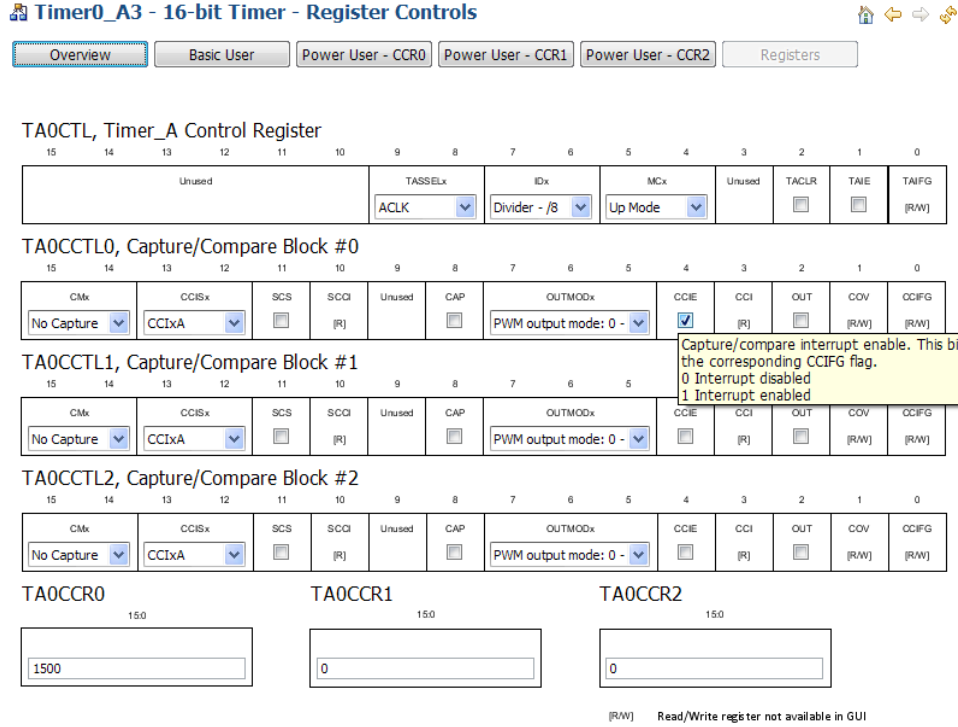 Timer0_A3 - 16-bit Timer - Register Controls
Overview Basic User Power User - CCR0 Power User - CCR1 Power User - CCR2 Registers
TA0CTL, Timer_A Control Register
15 14 13 12 11 10 9 8 7 6 5 4 3 2 1 0
Unused TASSELx IDx MCx Unused TACLR TAIE TAIFG
ACLK Divider - /8 Up Mode [R/W]
TA0CCTL0, Capture/Compare Block #0
15 14 13 12 11 10 9 8 7 6 5 4 3 2 1 0
CMx CCISx SCS SCCI Unused CAP OUTMODx CCIE CCI OUT COV CCIFG
No Capture CCIxA [R] PWM output mode: 0 - [R] [R/W] [R/W]
Capture/compare interrupt enable. This bi
the corresponding CCIFG flag.
0 Interrupt disabled
1 Interrupt enabled
TA0CCTL1, Capture/Compare Block #1
15 14 13 12 11 10 9 8 7 6 5
CMx CCISx SCS SCCI Unused CAP OUTMODx CCIE CCI OUT COV CCIFG
No Capture CCIxA [R] PWM output mode: 0 - [R] [R/W] [R/W]
TA0CCTL2, Capture/Compare Block #2
15 14 13 12 11 10 9 8 7 6 5 4 3 2 1 0
CMx CCISx SCS SCCI Unused CAP OUTMODx CCIE CCI OUT COV CCIFG
No Capture CCIxA [R] PWM output mode: 0 - [R] [R/W] [R/W]
TA0CCR0 TA0CCR1 TA0CCR2
15:0 15:0 15:0
1500 0 0
[R/W] Read/Write register not available in GUI